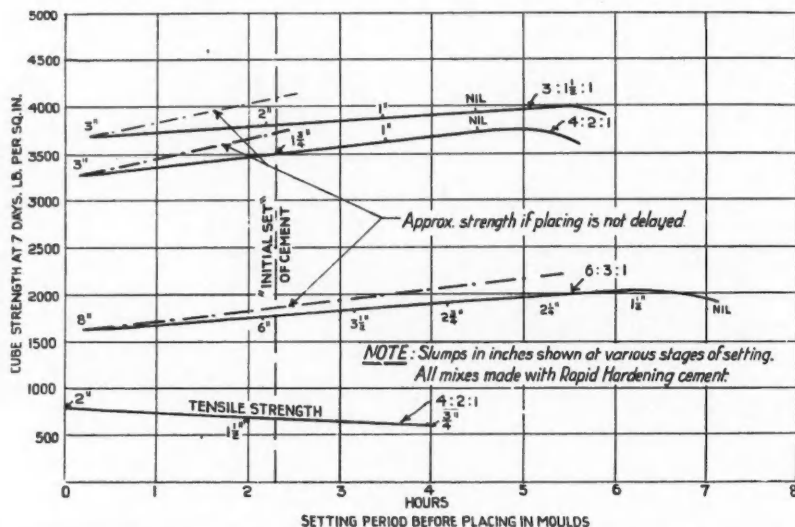 5000
4500
4000
3500
3000
2500
2000
1500
1000
500
CUBE STRENGTH AT 7 DAYS. LB. PER SQ. IN.
3"
2"
1"
NIL
3:1½:1
3"
1¾"
1"
NIL
4:2:1
"INITIAL SET"
OF CEMENT
Approx. strength if placing is not delayed.
6:3:1
8"
6"
3½"
2¾"
2¼"
1½"
NIL
NOTE: Slumps in inches shown at various stages of setting.
All mixes made with Rapid Hardening cement.
2"
TENSILE STRENGTH
4:2:1
1½"
¾"
0 1 2 3 4 5 6 7 8
HOURS
SETTING PERIOD BEFORE PLACING IN MOULDS